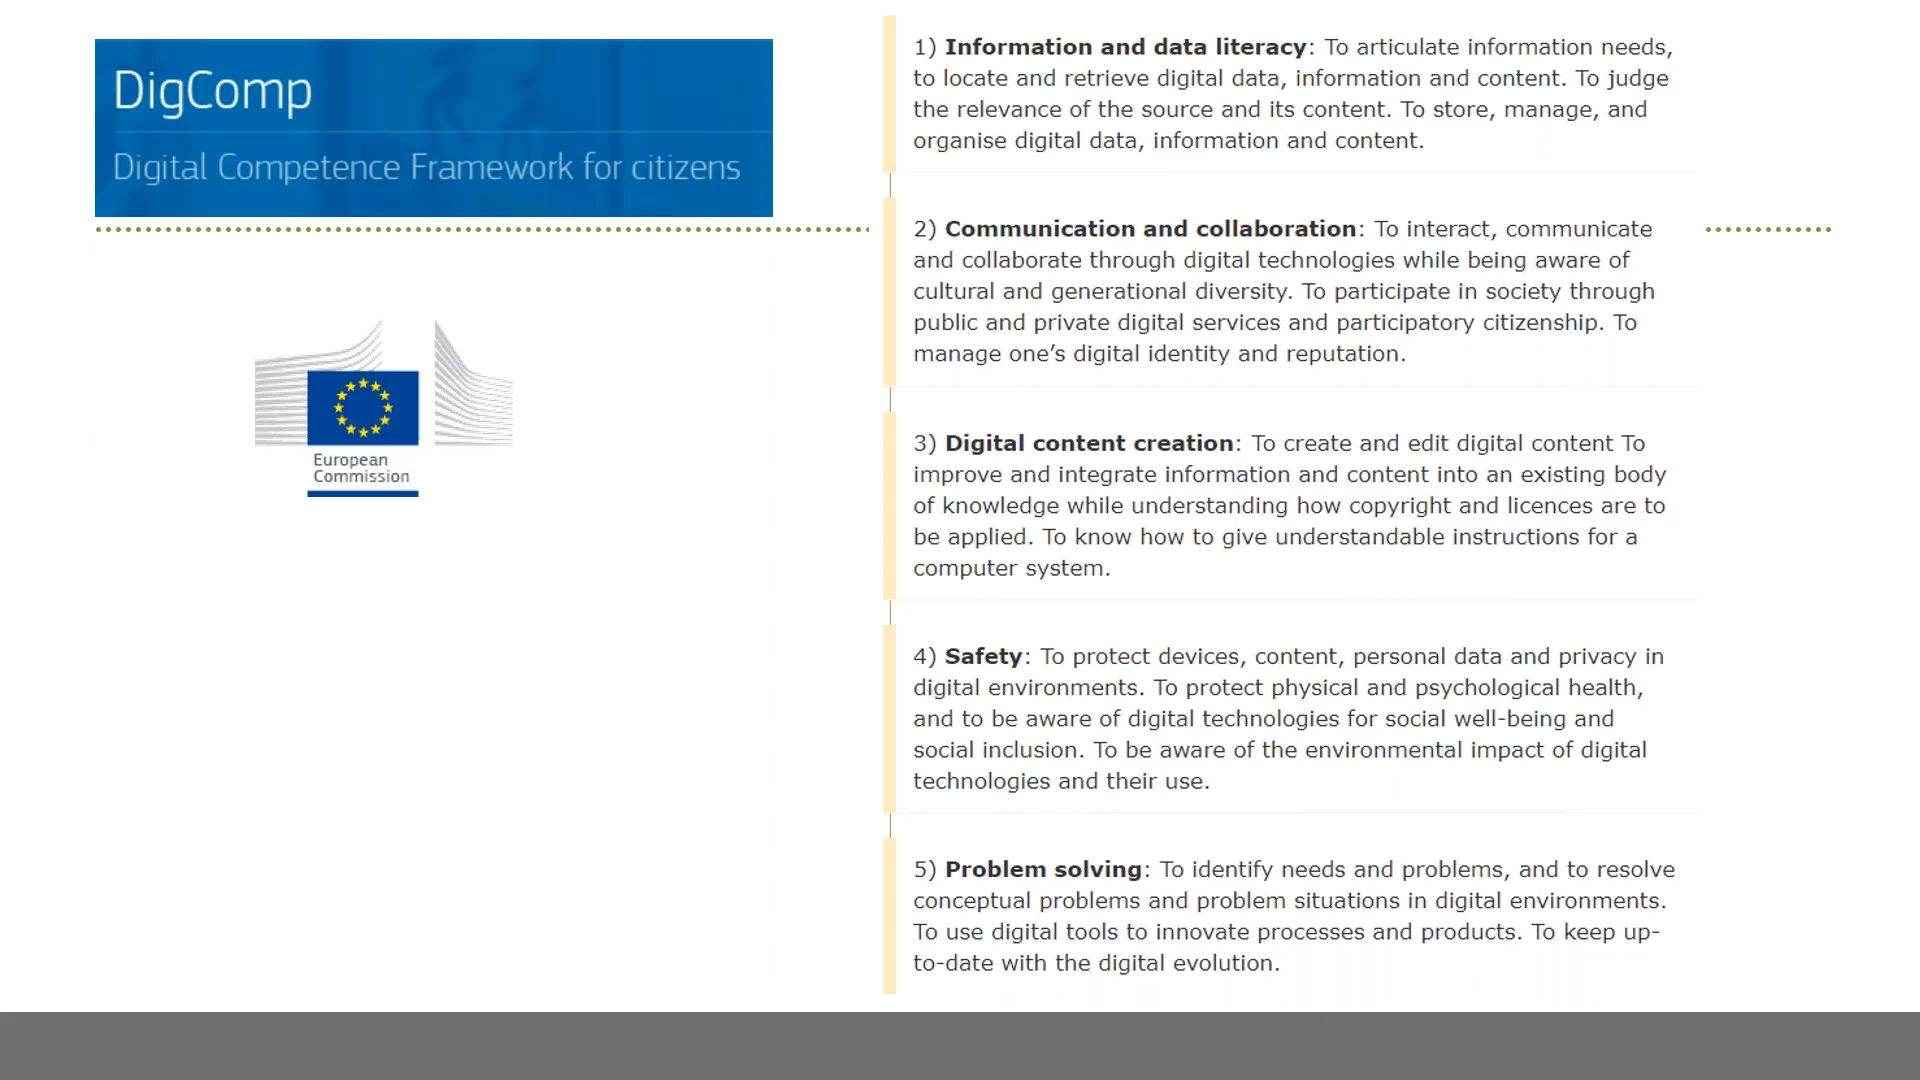 DigComp
Digital Competence Framework for citizens
European
Commission
1) Information and data literacy: To articulate information needs,
to locate and retrieve digital data, information and content. To judge
the relevance of the source and its content. To store, manage, and
organise digital data, information and content.
2) Communication and collaboration: To interact, communicate
and collaborate through digital technologies while being aware of
cultural and generational diversity. To participate in society through
public and private digital services and participatory citizenship. To
manage one’s digital identity and reputation.
3) Digital content creation: To create and edit digital content To
improve and integrate information and content into an existing body
of knowledge while understanding how copyright and licences are to
be applied. To know how to give understandable instructions for a
computer system.
4) Safety: To protect devices, content, personal data and privacy in
digital environments. To protect physical and psychological health,
and to be aware of digital technologies for social well-being and
social inclusion. To be aware of the environmental impact of digital
technologies and their use.
5) Problem solving: To identify needs and problems, and to resolve
conceptual problems and problem situations in digital environments.
To use digital tools to innovate processes and products. To keep up-
to-date with the digital evolution.